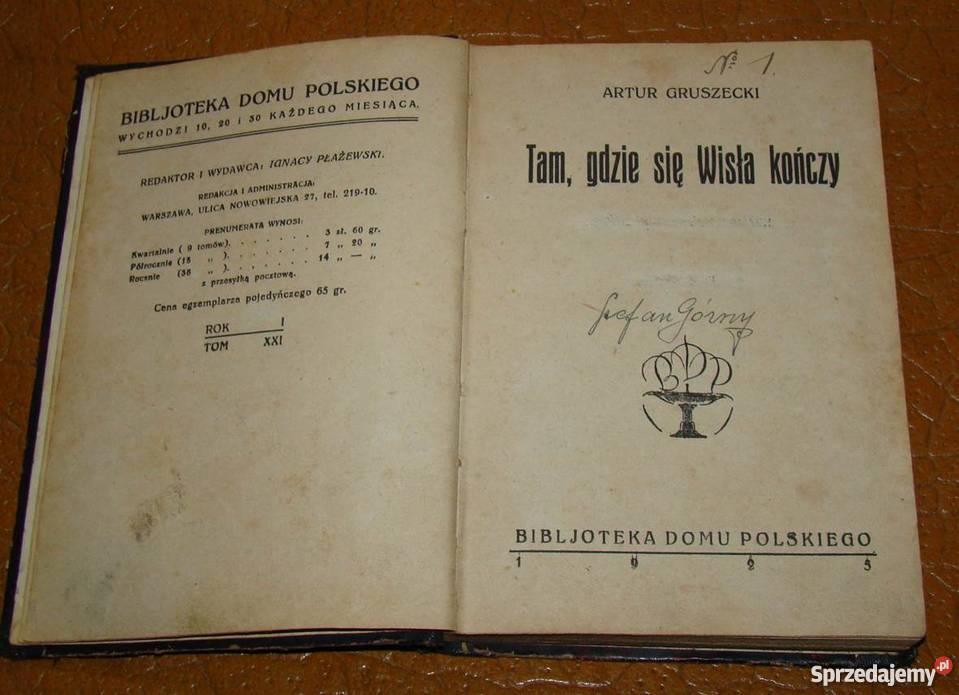 BIBLJOTEKA DOMU POLSKIEGO
WYCHODZI 10, 20 i 30 KAŻDEGO MIESIĄCA.
REDAKTOR I WYDAWCA: IGNACY PŁAŻEWSKI.
REDAKCJA I ADMINISTRACJA:
WARSZAWA, ULICA NOWOWIEJSKA 27, tel. 219-10.
PRENUMERATA WYNOSI:
Kwartalnie ( 9 tomów). . . . . . . 3 zł. 60 gr.
Półrocznie (18 „ ). . . . . . . 7 „ 20 „
Rocznie (36 „ ). . . . . . . 14 „ — „
z przesyłką pocztową.
Cena egzemplarza pojedyńczego 65 gr.
ROK I
TOM XXI
№ 1.
ARTUR GRUSZECKI
Tam, gdzie się Wisła kończy
Stefan Górny
BDP
BIBLJOTEKA DOMU POLSKIEGO
1 9 2 5
Sprzedajemy.pl